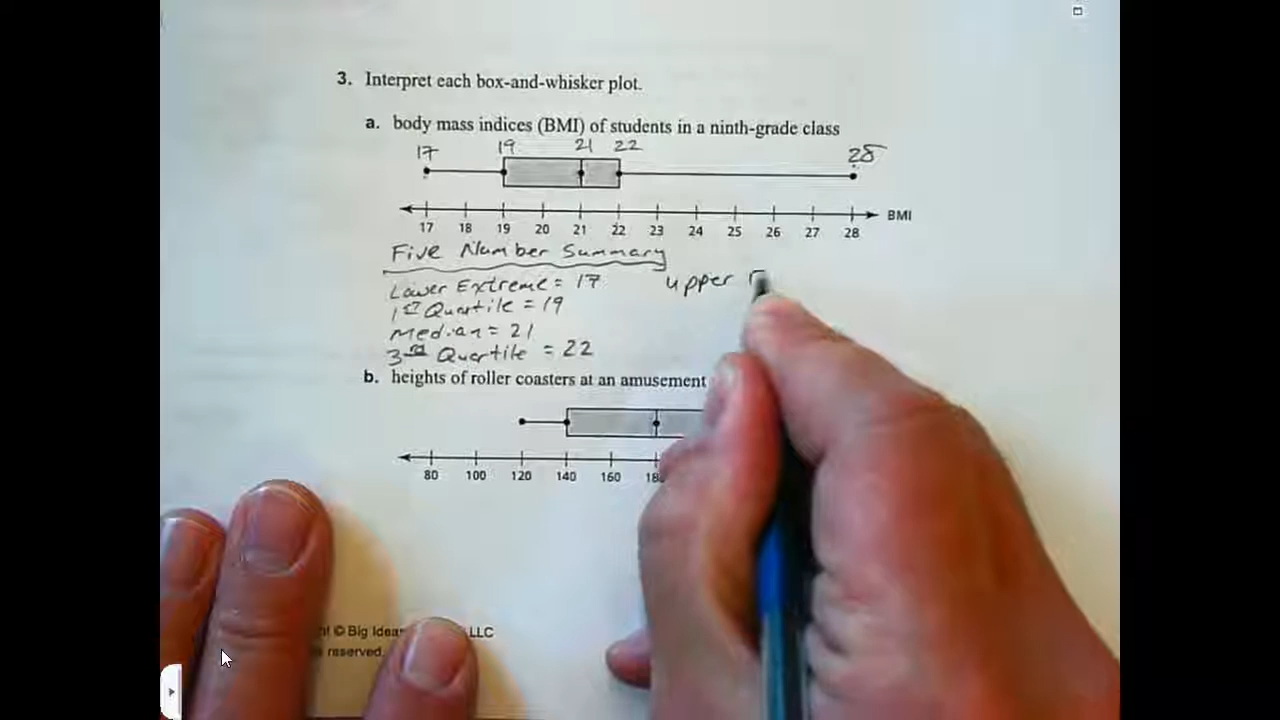 3. Interpret each box-and-whisker plot.
a. body mass indices (BMI) of students in a ninth-grade class
17 19 21 22 28
17 18 19 20 21 22 23 24 25 26 27 28 BMI
Five Number Summary
Lower Extreme = 17 upper
1st Quartile = 19
Median = 21
3rd Quartile = 22
b. heights of roller coasters at an amusement
80 100 120 140 160
© Big Ideas LLC
reserved.